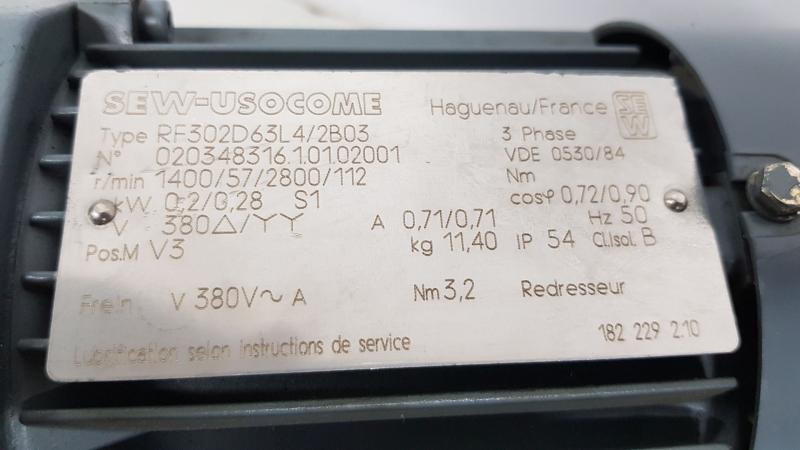 SEW-USOCOME Haguenau/France SEW
Type RF302D63L4/2B03 3 Phase
N° 020348316.1.01.02001 VDE 0530/84
r/min 1400/57/2800/112 Nm
kW 0,2/0,28 S1 cosφ 0,72/0,90
V 380△/YY A 0,71/0,71 Hz 50
Pos.M V3 kg 11,40 IP 54 Cl.Isol. B
Frein V 380V~ A Nm 3,2 Redresseur
Lubrification selon instructions de service 182 229 2.10